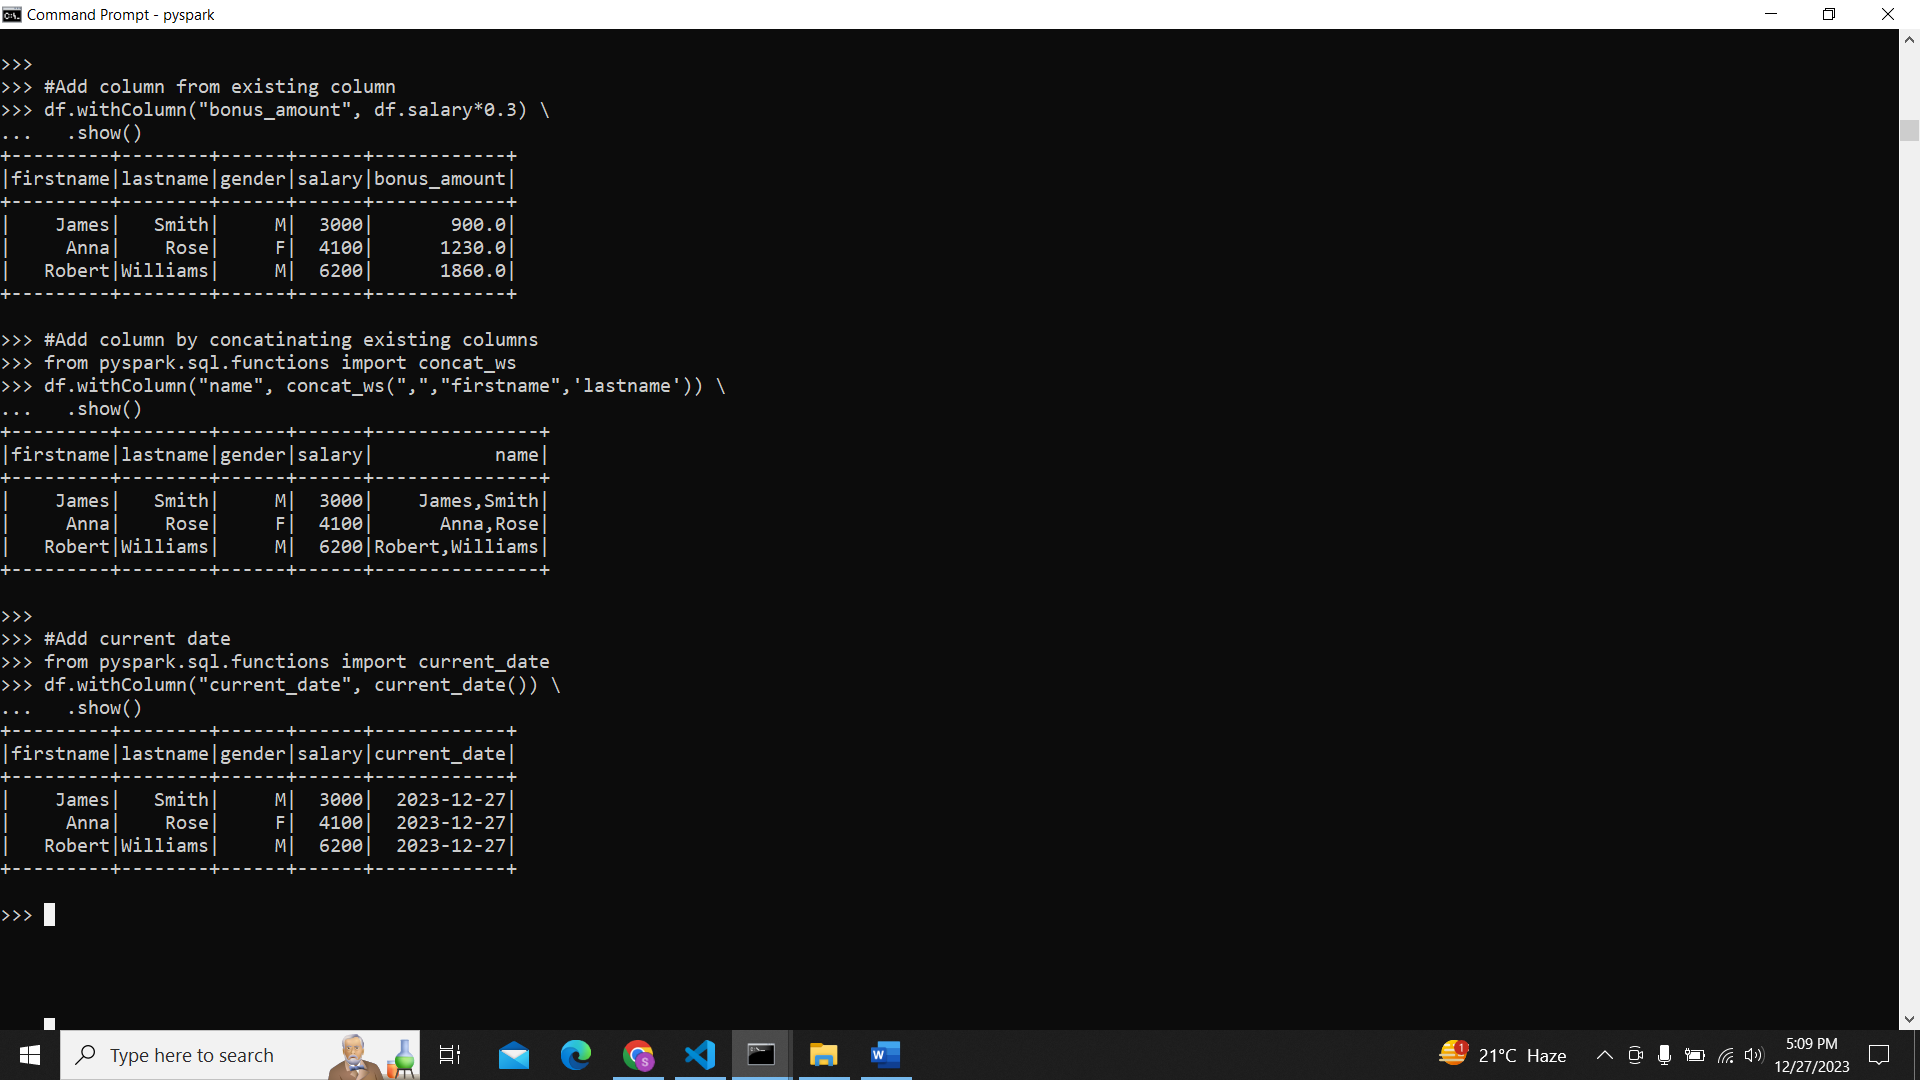 Command Prompt - pyspark
>>>
>>> #Add column from existing column
>>> df.withColumn("bonus_amount", df.salary*0.3) \
...   .show()
+---------+--------+------+------+------------+
|firstname|lastname|gender|salary|bonus_amount|
+---------+--------+------+------+------------+
|    James|   Smith|     M|  3000|       900.0|
|     Anna|    Rose|     F|  4100|      1230.0|
|   Robert|Williams|     M|  6200|      1860.0|
+---------+--------+------+------+------------+
>>> #Add column by concatinating existing columns
>>> from pyspark.sql.functions import concat_ws
>>> df.withColumn("name", concat_ws(",","firstname",'lastname')) \
...   .show()
+---------+--------+------+------+---------------+
|firstname|lastname|gender|salary|           name|
+---------+--------+------+------+---------------+
|    James|   Smith|     M|  3000|    James,Smith|
|     Anna|    Rose|     F|  4100|      Anna,Rose|
|   Robert|Williams|     M|  6200|Robert,Williams|
+---------+--------+------+------+---------------+
>>>
>>> #Add current date
>>> from pyspark.sql.functions import current_date
>>> df.withColumn("current_date", current_date()) \
...   .show()
+---------+--------+------+------+------------+
|firstname|lastname|gender|salary|current_date|
+---------+--------+------+------+------------+
|    James|   Smith|     M|  3000|  2023-12-27|
|     Anna|    Rose|     F|  4100|  2023-12-27|
|   Robert|Williams|     M|  6200|  2023-12-27|
+---------+--------+------+------+------------+
>>>
Type here to search
1
21°C Haze
5:09 PM
12/27/2023